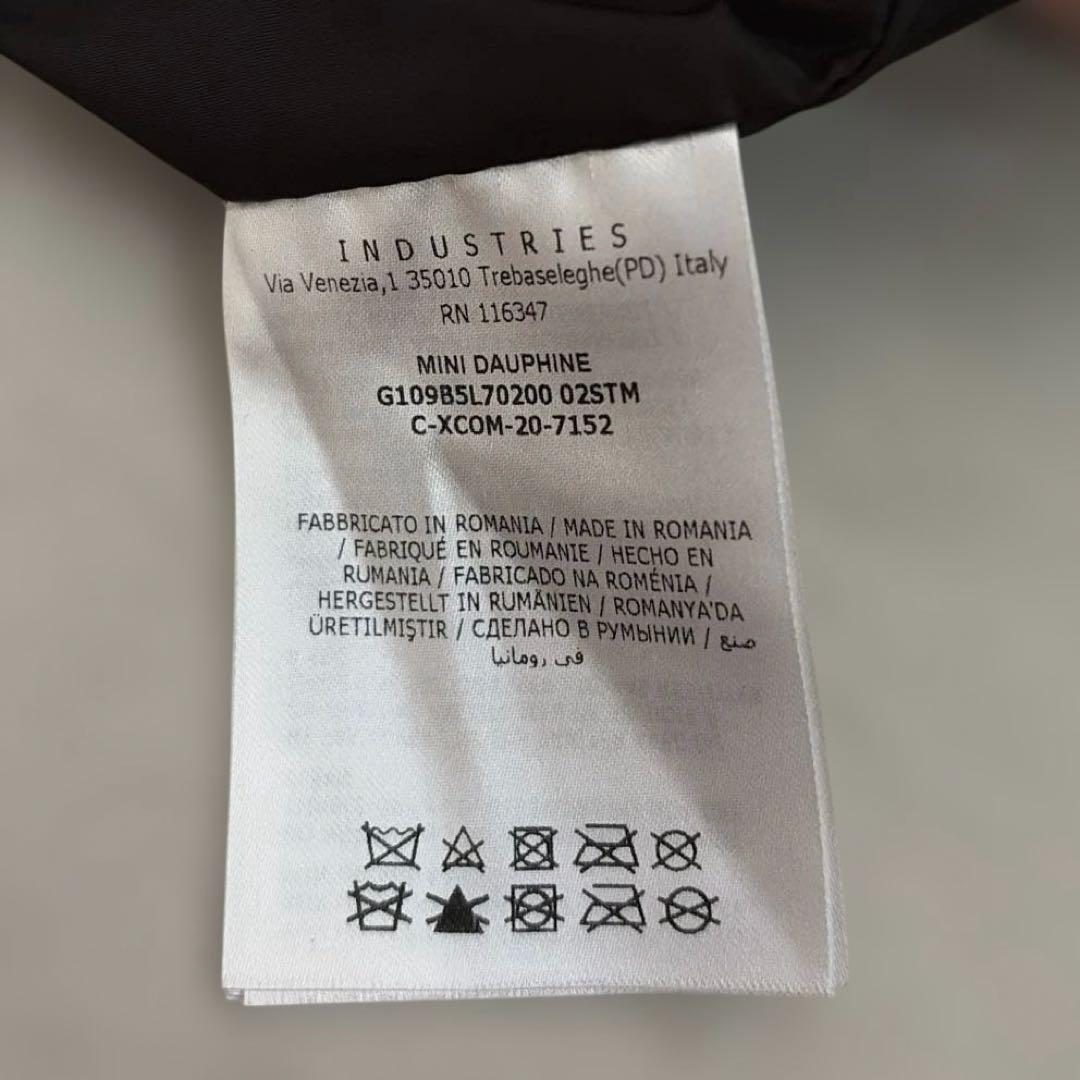 INDUSTRIES
Via Venezia,1 35010 Trebaseleghe(PD) Italy
RN 116347
MINI DAUPHINE
G109B5L70200 02STM
C-XCOM-20-7152
FABBRICATO IN ROMANIA / MADE IN ROMANIA
/ FABRIQUÉ EN ROUMANIE / HECHO EN
RUMANIA / FABRICADO NA ROMÉNIA /
HERGESTELLT IN RUMÄNIEN / ROMANYA'DA
ÜRETILMIŞTIR / СДЕЛАНО В РУМЫНИИ / صنع
في رومانيا